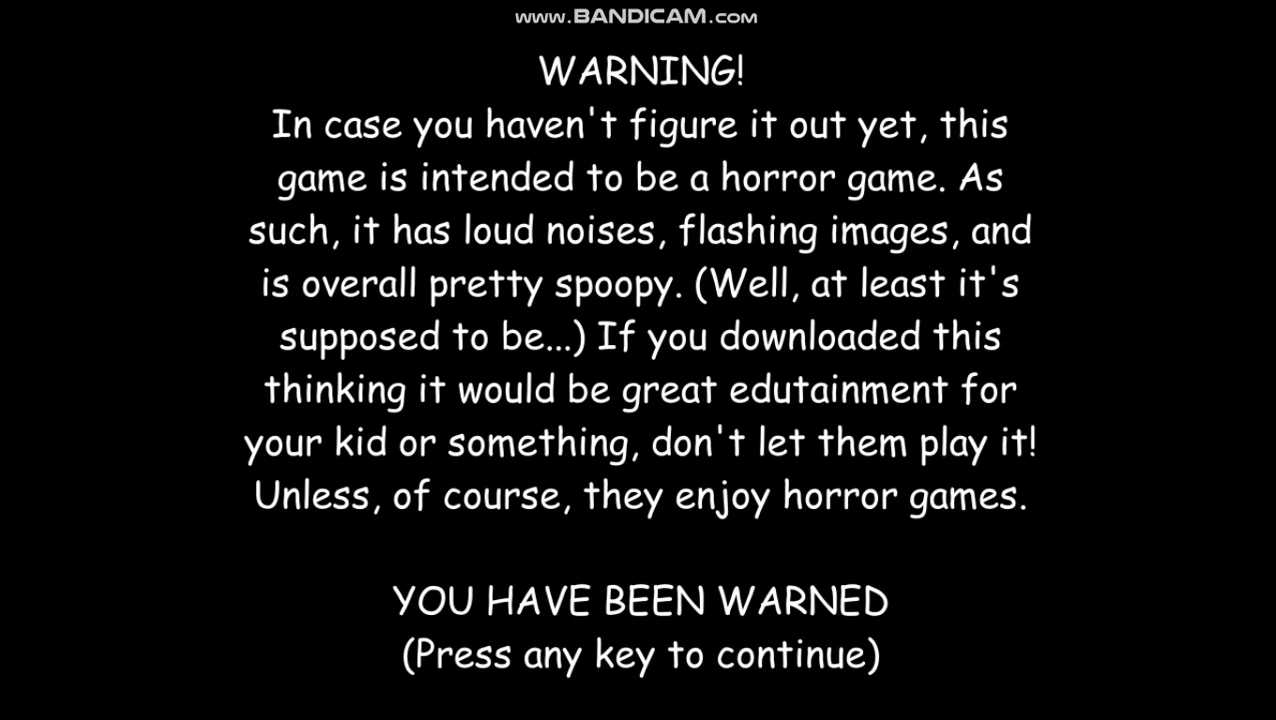 www.BANDICAM.com
WARNING!
In case you haven't figure it out yet, this
game is intended to be a horror game. As
such, it has loud noises, flashing images, and
is overall pretty spoopy. (Well, at least it's
supposed to be...) If you downloaded this
thinking it would be great edutainment for
your kid or something, don't let them play it!
Unless, of course, they enjoy horror games.
YOU HAVE BEEN WARNED
(Press any key to continue)